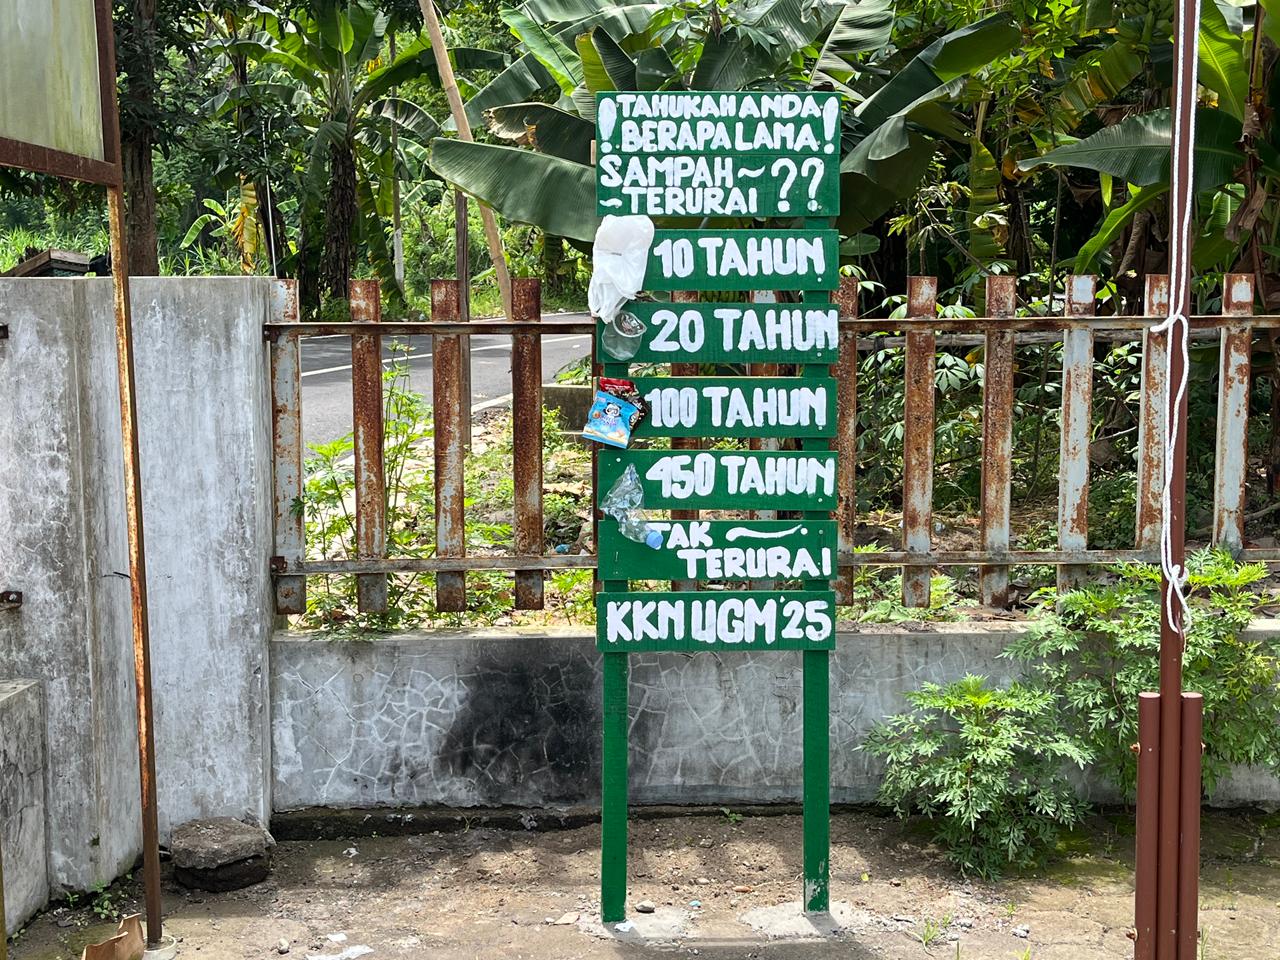 ! TAHUKAH ANDA !
BERAPA LAMA
SAMPAH ~ ??
~ TERURAI
10 TAHUN
20 TAHUN
100 TAHUN
450 TAHUN
TAK
TERURAI
KKN UGM '25